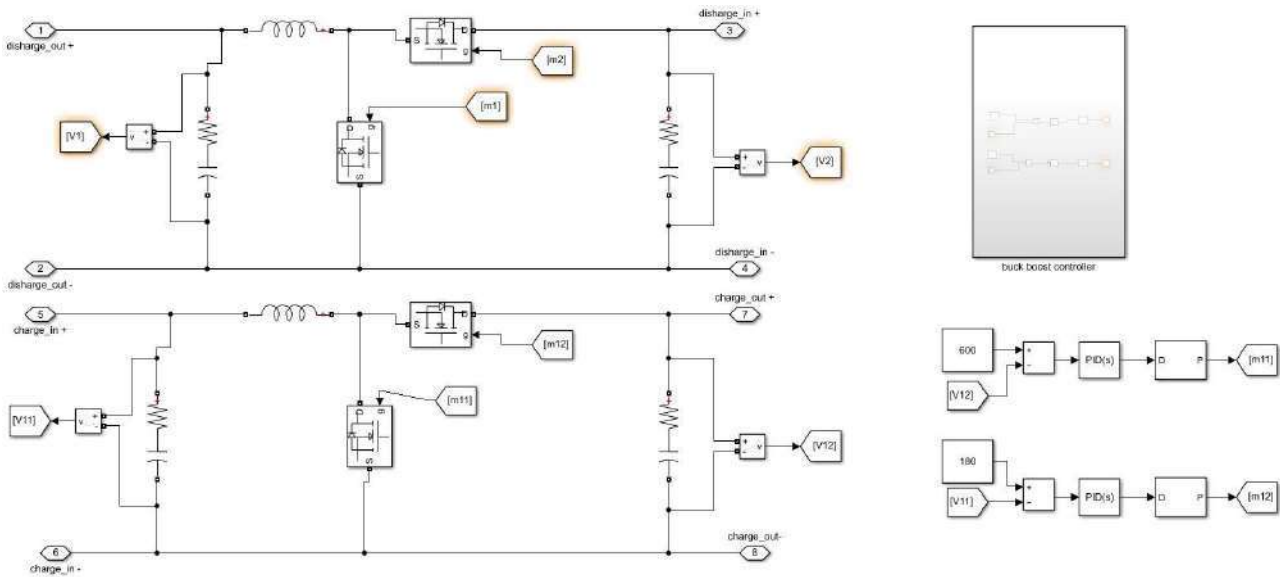 1
disharge_out +
disharge_in +
3
S
D
g
[m2]
[m1]
[V1]
v
+
-
D
g
S
+
-
v
[V2]
2
disharge_out -
disharge_in -
4
buck boost controller
5
charge_in +
charge_out +
7
S
D
g
[m12]
[m11]
[V11]
v
+
-
D
g
S
+
-
v
[V12]
6
charge_in -
charge_out-
8
600
[V12]
+
−
PID(s)
D
P
[m11]
180
[V11]
+
−
PID(s)
D
P
[m12]